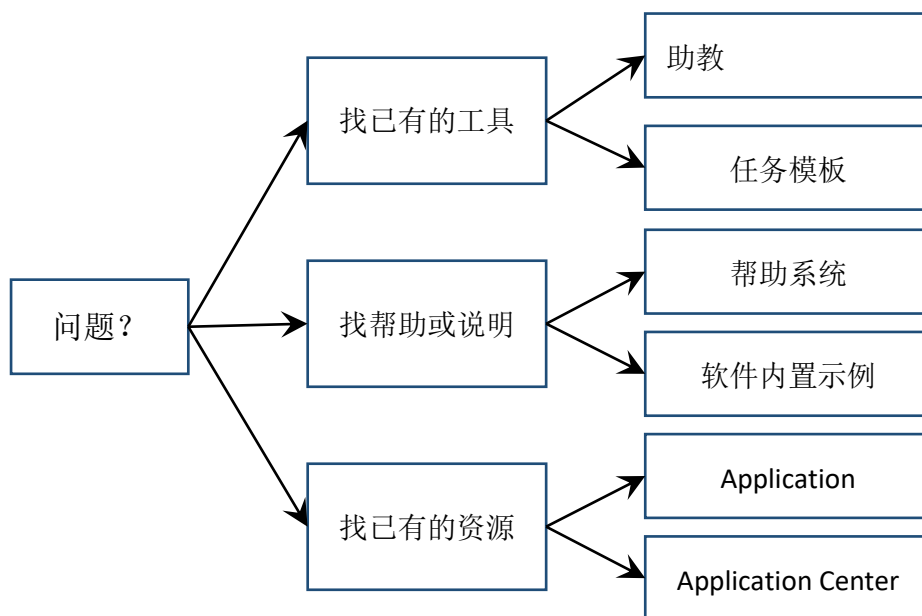 问题？
找已有的工具
助教
任务模板
找帮助或说明
帮助系统
软件内置示例
找已有的资源
Application
Application Center